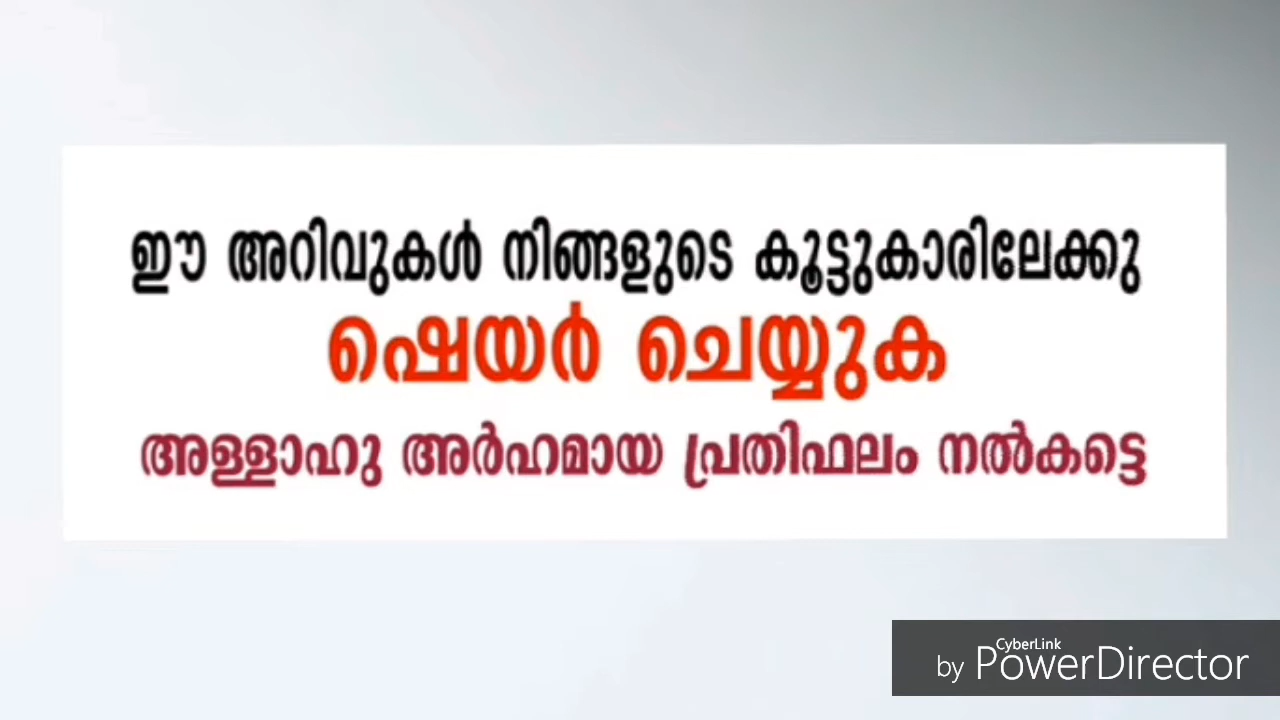 ഈ അറിവുകൾ നിങ്ങളുടെ കൂട്ടുകാരിലേക്കു
ഷെയർ ചെയ്യുക
അള്ളാഹു അർഹമായ പ്രതിഫലം നൽകട്ടെ
CyberLink
by PowerDirector